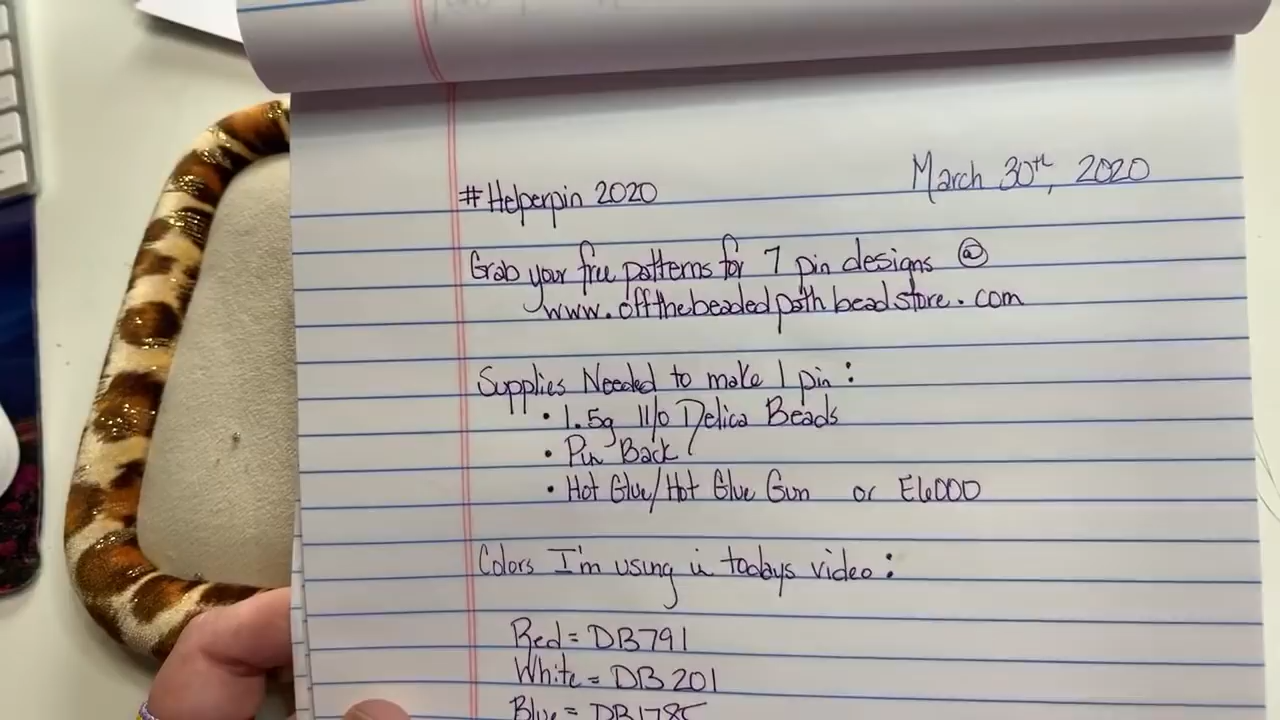 #Helperpin 2020
March 30th, 2020
Grab your free patterns for 7 pin designs @
www.offthebeadedpathbeadstore.com
Supplies Needed to make 1 pin:
• 1.5g 11/0 Delica Beads
• Pin Back
• Hot Glue/Hot Glue Gun or E6000
Colors I'm using in todays video:
Red = DB791
White = DB201
Blue = DB1785